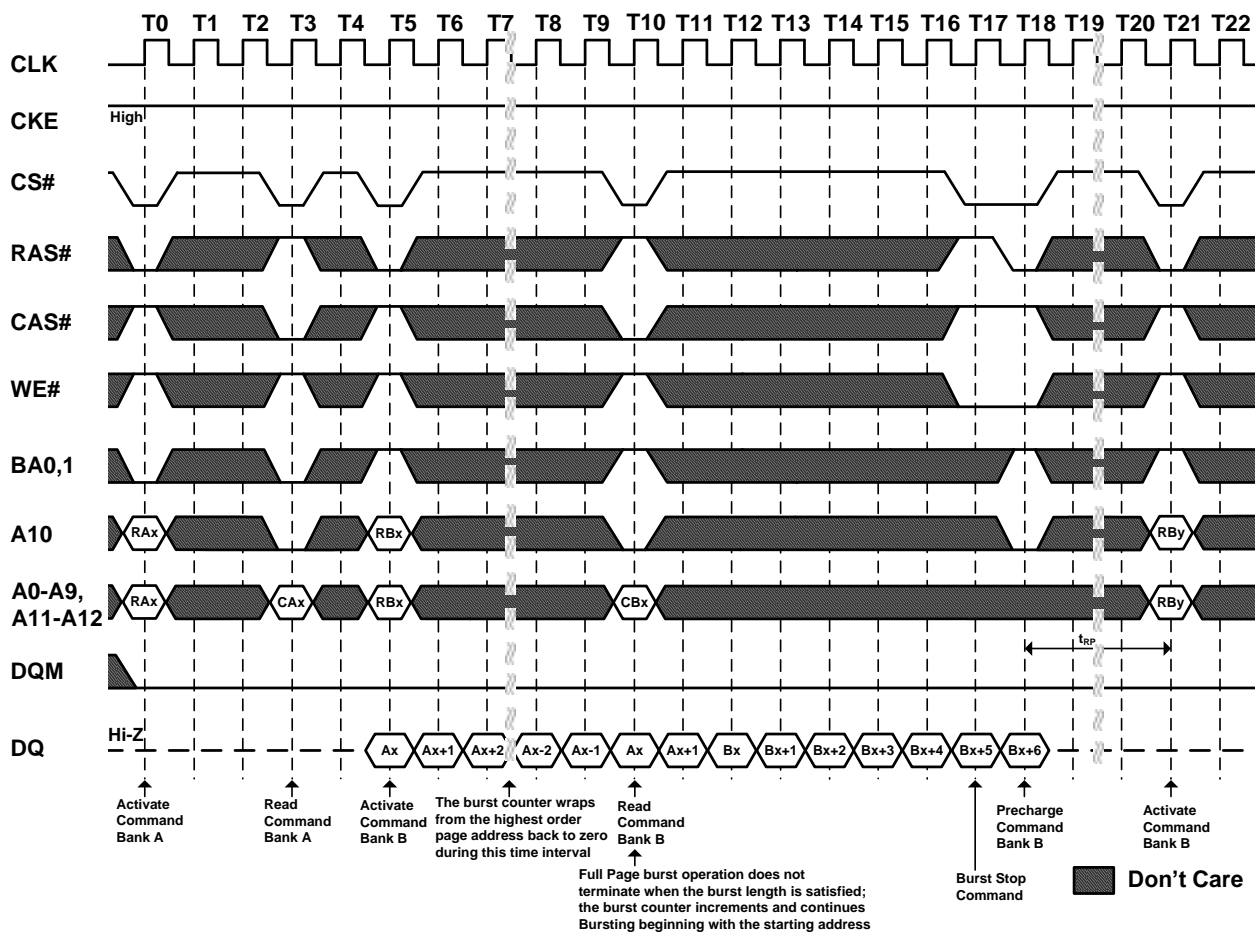 T0 T1 T2 T3 T4 T5 T6 T7 T8 T9 T10 T11 T12 T13 T14 T15 T16 T17 T18 T19 T20 T21 T22
CLK
CKE
High
CS#
RAS#
CAS#
WE#
BA0,1
A10
RAx RBx RBy
A0-A9,
A11-A12
RAx CAx RBx CBx RBy
tRP
DQM
DQ
Hi-Z
Ax Ax+1 Ax+2 Ax-2 Ax-1 Ax Ax+1 Bx Bx+1 Bx+2 Bx+3 Bx+4 Bx+5 Bx+6
Activate
Command
Bank A
Read
Command
Bank A
Activate
Command
Bank B
The burst counter wraps
from the highest order
page address back to zero
during this time interval
Read
Command
Bank B
Full Page burst operation does not
terminate when the burst length is satisfied;
the burst counter increments and continues
Bursting beginning with the starting address
Burst Stop
Command
Precharge
Command
Bank B
Activate
Command
Bank B
Don't Care